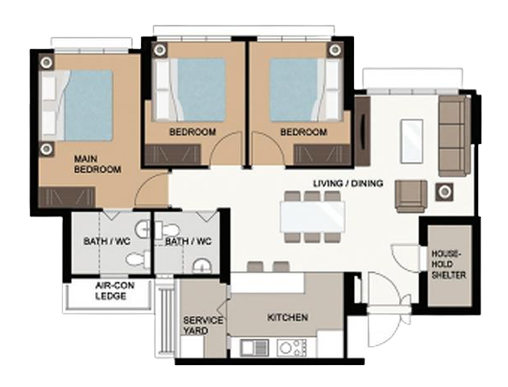 BEDROOM
BEDROOM
MAIN
BEDROOM
LIVING / DINING
BATH / WC
BATH / WC
HOUSE-
HOLD
SHELTER
AIR-CON
LEDGE
SERVICE
YARD
KITCHEN